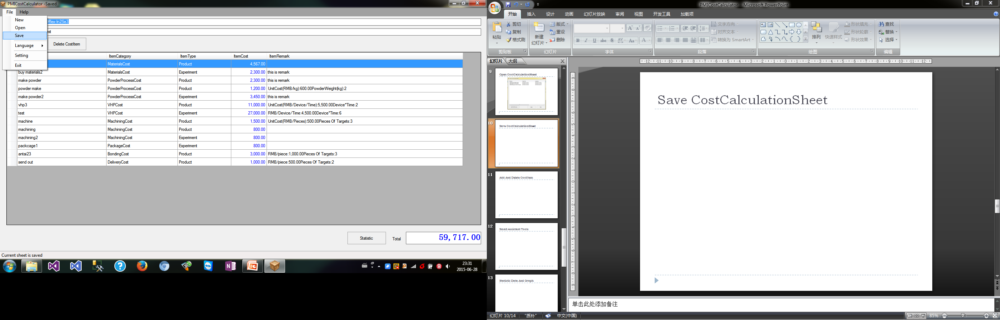 PMICostCalculator -Saved
File Help
New
Open
Save
Language
Setting
Exit
fflex-In2Se3
est
Delete CostItem
ItemCategory ItemType ItemCost ItemRemark
MaterialsCost Product 4,567.00
buy materials2 MaterialsCost Experiment 2,300.00 this is remark
make powder PowderProcessCost Product 2,300.00 this is remark
powder make PowderProcessCost Product 1,200.00 UnitCost(RMB/kg):600.00PowderWeight(kg):2
make powder2 PowderProcessCost Experiment 3,450.00 this is remark
vhp3 VHPCost Product 11,000.00 UnitCost(RMB/Device/Time):5,500.00Device*Time:2
test VHPCost Experiment 27,000.00 RMB/Device/Time:4,500.00Device*Time:6
machine MachiningCost Product 1,500.00 UnitCost(RMB/Pieces):500.00Pieces Of Targets:3
machining MachiningCost Product 800.00
machining2 MachiningCost Experiment 800.00
packcage1 PackageCost Experiment 800.00
antai23 BondingCost Product 3,000.00 RMB/piece:1,000.00Pieces Of Targets:3
send out DeliveryCost Product 1,000.00 RMB/piece:500.00Pieces Of Targets:2
Statistic Total 59,717.00
Current sheet is saved
23:31
2015-06-28
PMICostCalculator - Microsoft PowerPoint
开始 插入 设计 动画 幻灯片放映 审阅 视图 开发工具 加载项
粘贴 剪切 复制 格式刷
剪贴板
新建
幻灯片 版式 重设 删除
幻灯片
字体
文字方向
对齐文本
转换为 SmartArt
段落
排列 快速样式 形状填充 形状轮廓 形状效果
绘图
查找
替换
选择
编辑
幻灯片 大纲
9 Open CostCalculationSheet
10 Save CostCalculationSheet
11 Add And Delete CostItem
12 Small Assistant Tools
13 Statistic Data And Graph
Save CostCalculationSheet
单击此处添加备注
幻灯片 10/14 "质朴" 中文(中国) 85%